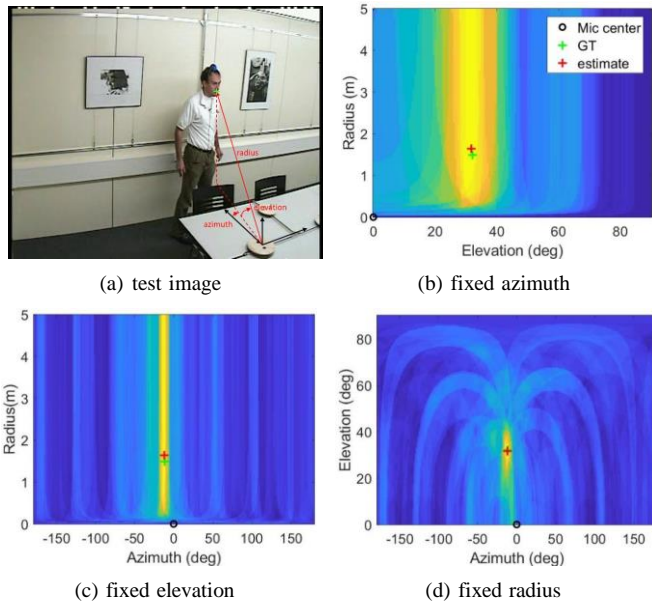 radius
elevation
azimuth
(a) test image
5
4
3
2
1
0
Radius (m)
0 20 40 60 80
Elevation (deg)
Mic center
GT
estimate
(b) fixed azimuth
5
4
3
2
1
0
Radius(m)
-150 -100 -50 0 50 100 150
Azimuth (deg)
(c) fixed elevation
80
60
40
20
0
Elevation (deg)
-150 -100 -50 0 50 100 150
Azimuth (deg)
(d) fixed radius